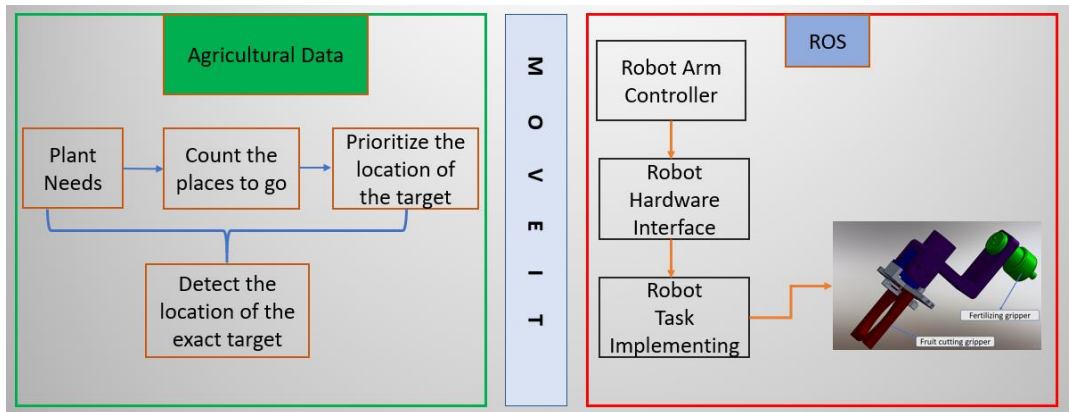 Agricultural Data
Plant
Needs
Count the
places to go
Prioritize the
location of
the target
Detect the
location of the
exact target
MOVEIT
ROS
Robot Arm
Controller
Robot
Hardware
Interface
Robot
Task
Implementing
Fertilizing gripper
Fruit cutting gripper